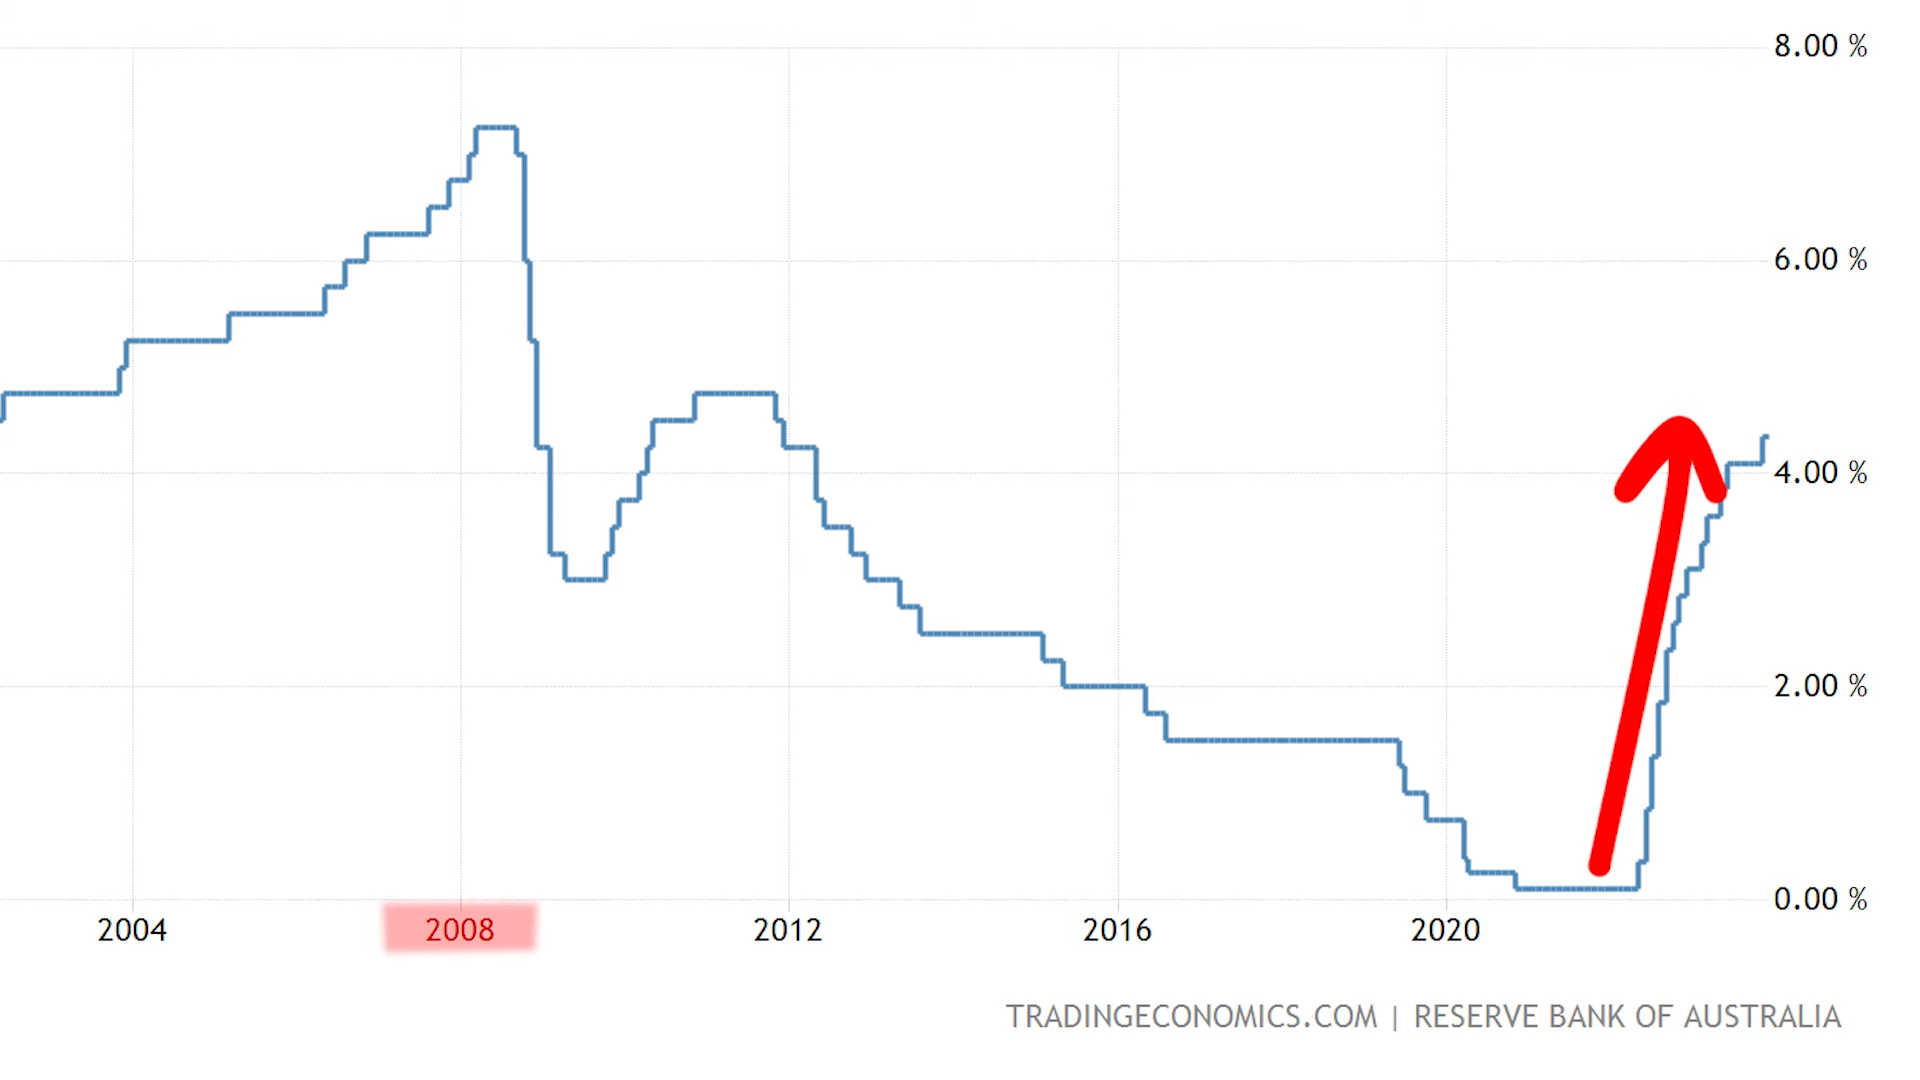 8.00 %
6.00 %
4.00 %
2.00 %
0.00 %
2004 2008 2012 2016 2020
TRADINGECONOMICS.COM | RESERVE BANK OF AUSTRALIA